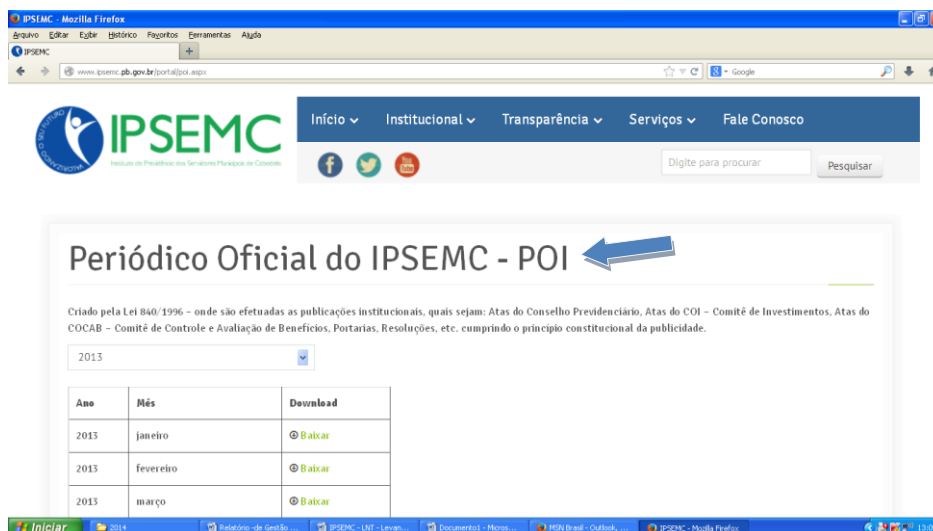 IPSEMC - Mozilla Firefox
Arquivo Editar Exibir Histórico Favoritos Ferramentas Ajuda
IPSEMC
www.ipsemc.pb.gov.br/portal/poi.aspx
Google
IPSEMC
Instituto de Previdência dos Servidores Municipais de Cabedelo
Início Institucional Transparência Serviços Fale Conosco
You Tube
Digite para procurar
Pesquisar
Periódico Oficial do IPSEMC - POI
Criado pela Lei 840/1996 – onde são efetuadas as publicações institucionais, quais sejam: Atas do Conselho Previdenciário, Atas do COI – Comitê de Investimentos, Atas do
COCAB – Comitê de Controle e Avaliação de Benefícios, Portarias, Resoluções, etc. cumprindo o princípio constitucional da publicidade.
2013
Ano Mês Download
2013 janeiro Baixar
2013 fevereiro Baixar
2013 março Baixar
Iniciar 2014 Relatório -de Gestão ... IPSEMC - LNT - Levan... Documento1 - Micros... MSN Brasil - Outlook, ... IPSEMC - Mozilla Firefox